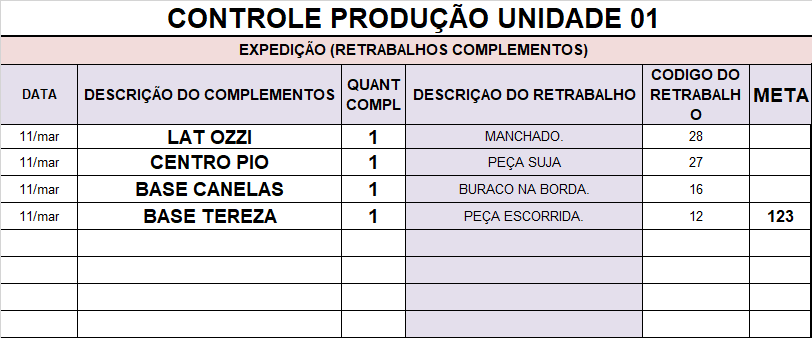 CONTROLE PRODUÇÃO UNIDADE 01
EXPEDIÇÃO (RETRABALHOS COMPLEMENTOS)
DATA DESCRIÇÃO DO COMPLEMENTOS QUANT COMPL DESCRIÇAO DO RETRABALHO CODIGO DO RETRABALHO META
11/mar LAT OZZI 1 MANCHADO. 28
11/mar CENTRO PIO 1 PEÇA SUJA 27
11/mar BASE CANELAS 1 BURACO NA BORDA. 16
11/mar BASE TEREZA 1 PEÇA ESCORRIDA. 12 123